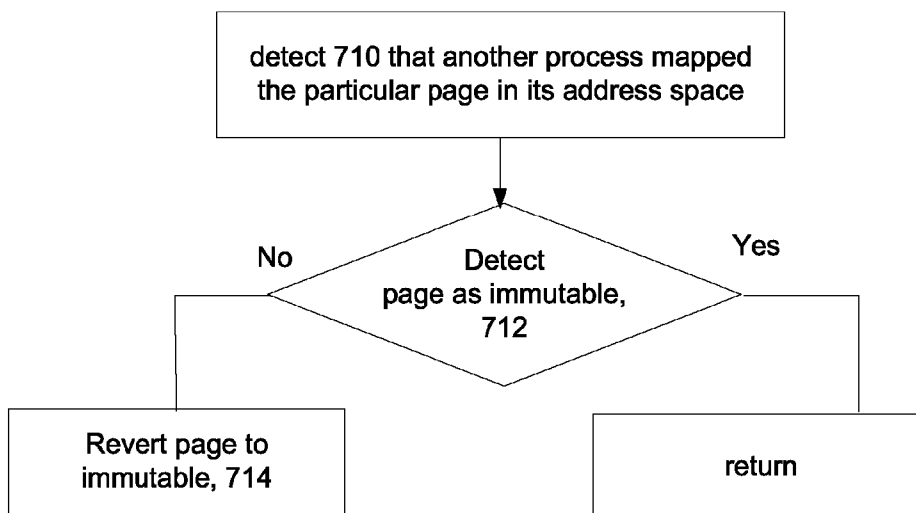 detect 710 that another process mapped
the particular page in its address space
No
Yes
Detect
page as immutable,
712
Revert page to
immutable, 714
return